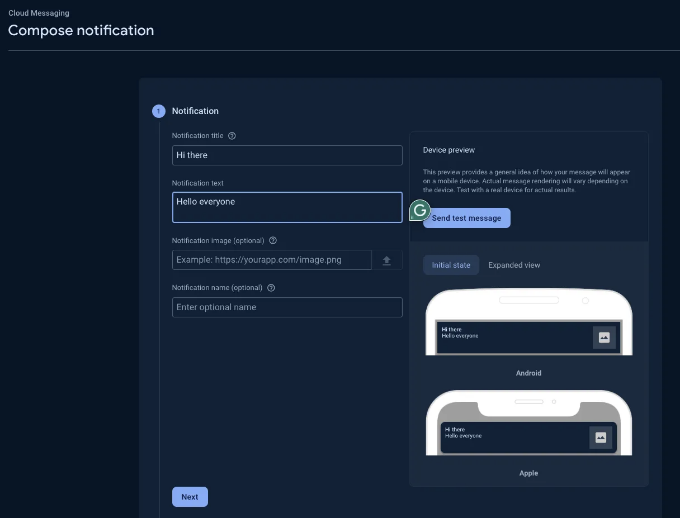 Cloud Messaging
Compose notification
1
Notification
Notification title
Hi there
Notification text
Hello everyone
Notification image (optional)
Example: https://yourapp.com/image.png
Notification name (optional)
Enter optional name
Next
Device preview
This preview provides a general idea of how your message will appear
on a mobile device. Actual message rendering will vary depending on
the device. Test with a real device for actual results.
G
Send test message
Initial state
Expanded view
Hi there
Hello everyone
Android
Hi there
Hello everyone
Apple